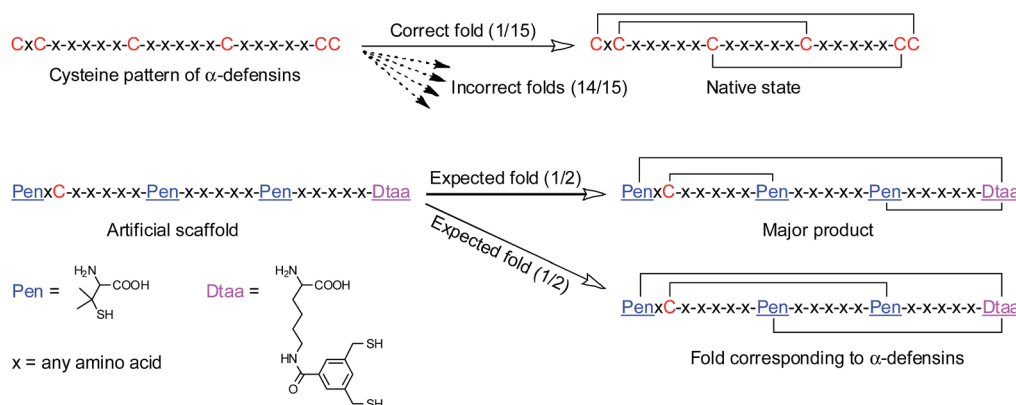 CxC-x-x-x-x-x-x-C-x-x-x-x-x-x-C-x-x-x-x-x-x-CC
Cysteine pattern of α-defensins
Correct fold (1/15)
Incorrect folds (14/15)
CxC-x-x-x-x-x-x-C-x-x-x-x-x-x-C-x-x-x-x-x-x-CC
Native state
PenxC-x-x-x-x-x-x-Pen-x-x-x-x-x-x-Pen-x-x-x-x-x-x-Dtaa
Artificial scaffold
Expected fold (1/2)
Expected fold (1/2)
PenxC-x-x-x-x-x-x-Pen-x-x-x-x-x-x-Pen-x-x-x-x-x-x-Dtaa
Major product
PenxC-x-x-x-x-x-x-Pen-x-x-x-x-x-x-Pen-x-x-x-x-x-x-Dtaa
Fold corresponding to α-defensins
Pen =
H₂N
COOH
SH
Dtaa =
H₂N
COOH
HN
O
SH
SH
x = any amino acid